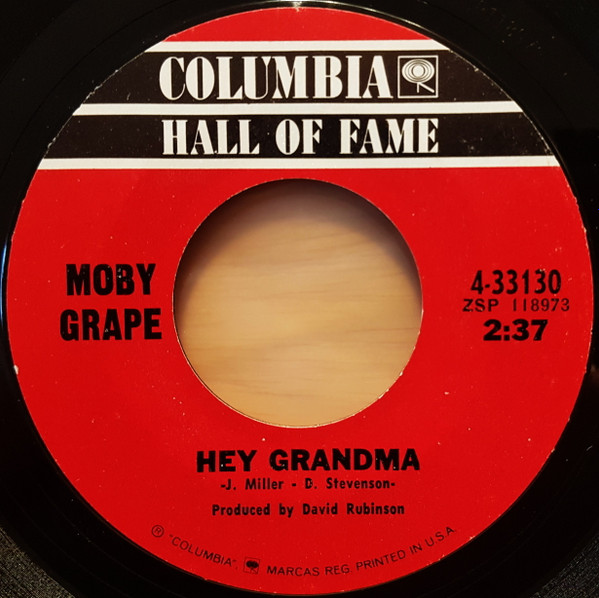 COLUMBIA
HALL OF FAME
MOBY
GRAPE
4-33130
ZSP 118973
2:37
HEY GRANDMA
-J. Miller - D. Stevenson-
Produced by David Rubinson
® "COLUMBIA", MARCAS REG. PRINTED IN U.S.A.